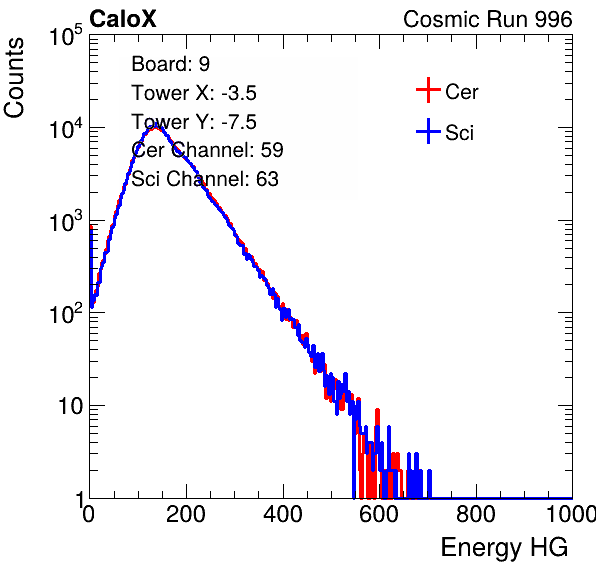 CaloX Cosmic Run 996
Counts
Board: 9
Tower X: -3.5
Tower Y: -7.5
Cer Channel: 59
Sci Channel: 63
Cer
Sci
10^5
10^4
10^3
10^2
10
1
0 200 400 600 800 1000
Energy HG